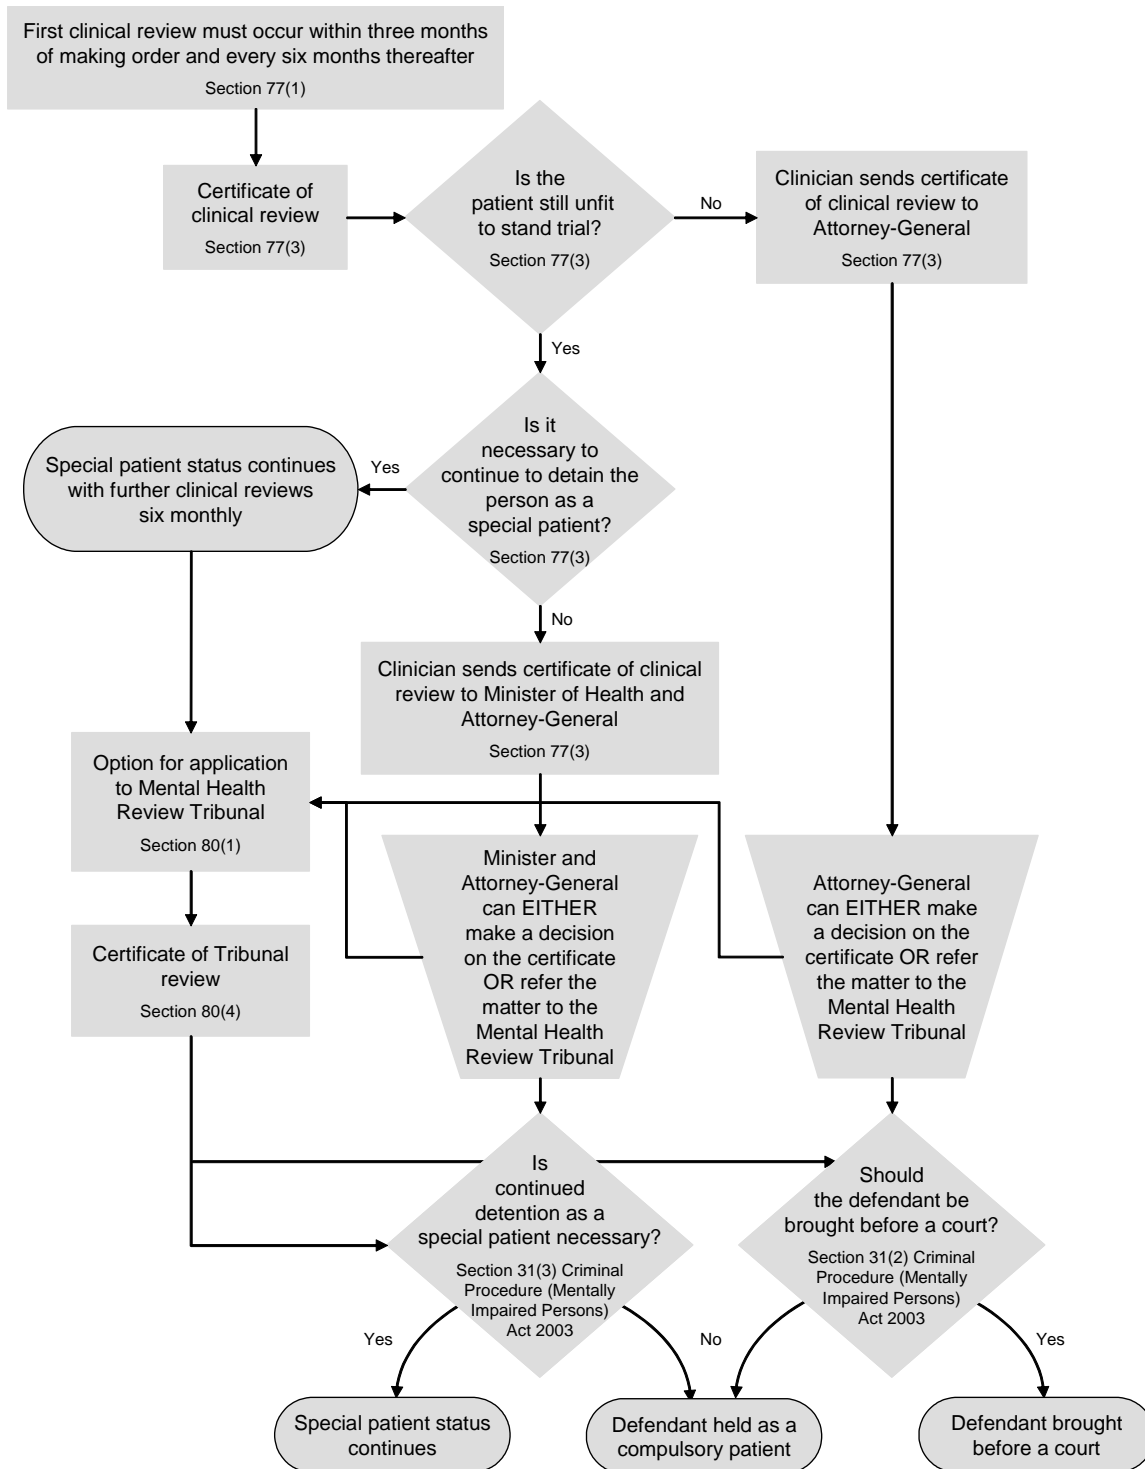 First clinical review must occur within three months
of making order and every six months thereafter
Section 77(1)
Certificate of
clinical review
Section 77(3)
Is the
patient still unfit
to stand trial?
Section 77(3)
No
Clinician sends certificate
of clinical review to
Attorney-General
Section 77(3)
Yes
Is it
necessary to
continue to detain the
person as a
special patient?
Section 77(3)
Yes
Special patient status continues
with further clinical reviews
six monthly
No
Clinician sends certificate of clinical
review to Minister of Health and
Attorney-General
Section 77(3)
Option for application
to Mental Health
Review Tribunal
Section 80(1)
Minister and
Attorney-General
can EITHER
make a decision
on the certificate
OR refer the
matter to the
Mental Health
Review Tribunal
Attorney-General
can EITHER make
a decision on the
certificate OR refer
the matter to the
Mental Health
Review Tribunal
Certificate of Tribunal
review
Section 80(4)
Is
continued
detention as a
special patient necessary?
Section 31(3) Criminal
Procedure (Mentally
Impaired Persons)
Act 2003
Should
the defendant be
brought before a court?
Section 31(2) Criminal
Procedure (Mentally
Impaired Persons)
Act 2003
Yes
No
Yes
Special patient status
continues
Defendant held as a
compulsory patient
Defendant brought
before a court